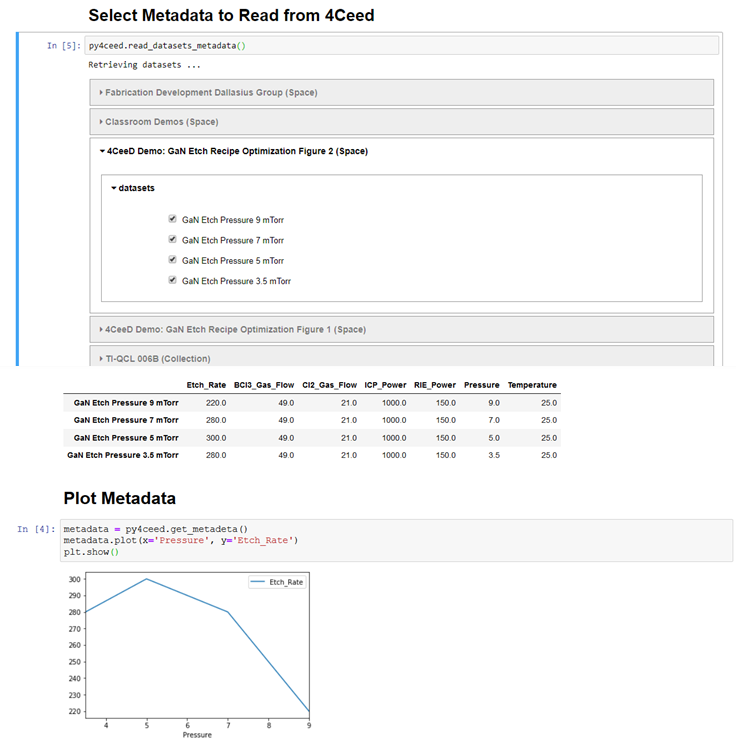 Select Metadata to Read from 4Ceed
In [5]: py4ceed.read_datasets_metadata()
Retrieving datasets ...
Fabrication Development Dallasius Group (Space)
Classroom Demos (Space)
4CeeD Demo: GaN Etch Recipe Optimization Figure 2 (Space)
datasets
GaN Etch Pressure 9 mTorr
GaN Etch Pressure 7 mTorr
GaN Etch Pressure 5 mTorr
GaN Etch Pressure 3.5 mTorr
4CeeD Demo: GaN Etch Recipe Optimization Figure 1 (Space)
TI-QCL 006B (Collection)
Etch_Rate BCl3_Gas_Flow Cl2_Gas_Flow ICP_Power RIE_Power Pressure Temperature
GaN Etch Pressure 9 mTorr 220.0 49.0 21.0 1000.0 150.0 9.0 25.0
GaN Etch Pressure 7 mTorr 280.0 49.0 21.0 1000.0 150.0 7.0 25.0
GaN Etch Pressure 5 mTorr 300.0 49.0 21.0 1000.0 150.0 5.0 25.0
GaN Etch Pressure 3.5 mTorr 280.0 49.0 21.0 1000.0 150.0 3.5 25.0
Plot Metadata
In [4]: metadata = py4ceed.get_metadeta()
metadata.plot(x='Pressure', y='Etch_Rate')
plt.show()
Etch_Rate
300
290
280
270
260
250
240
230
220
4 5 6 7 8 9
Pressure